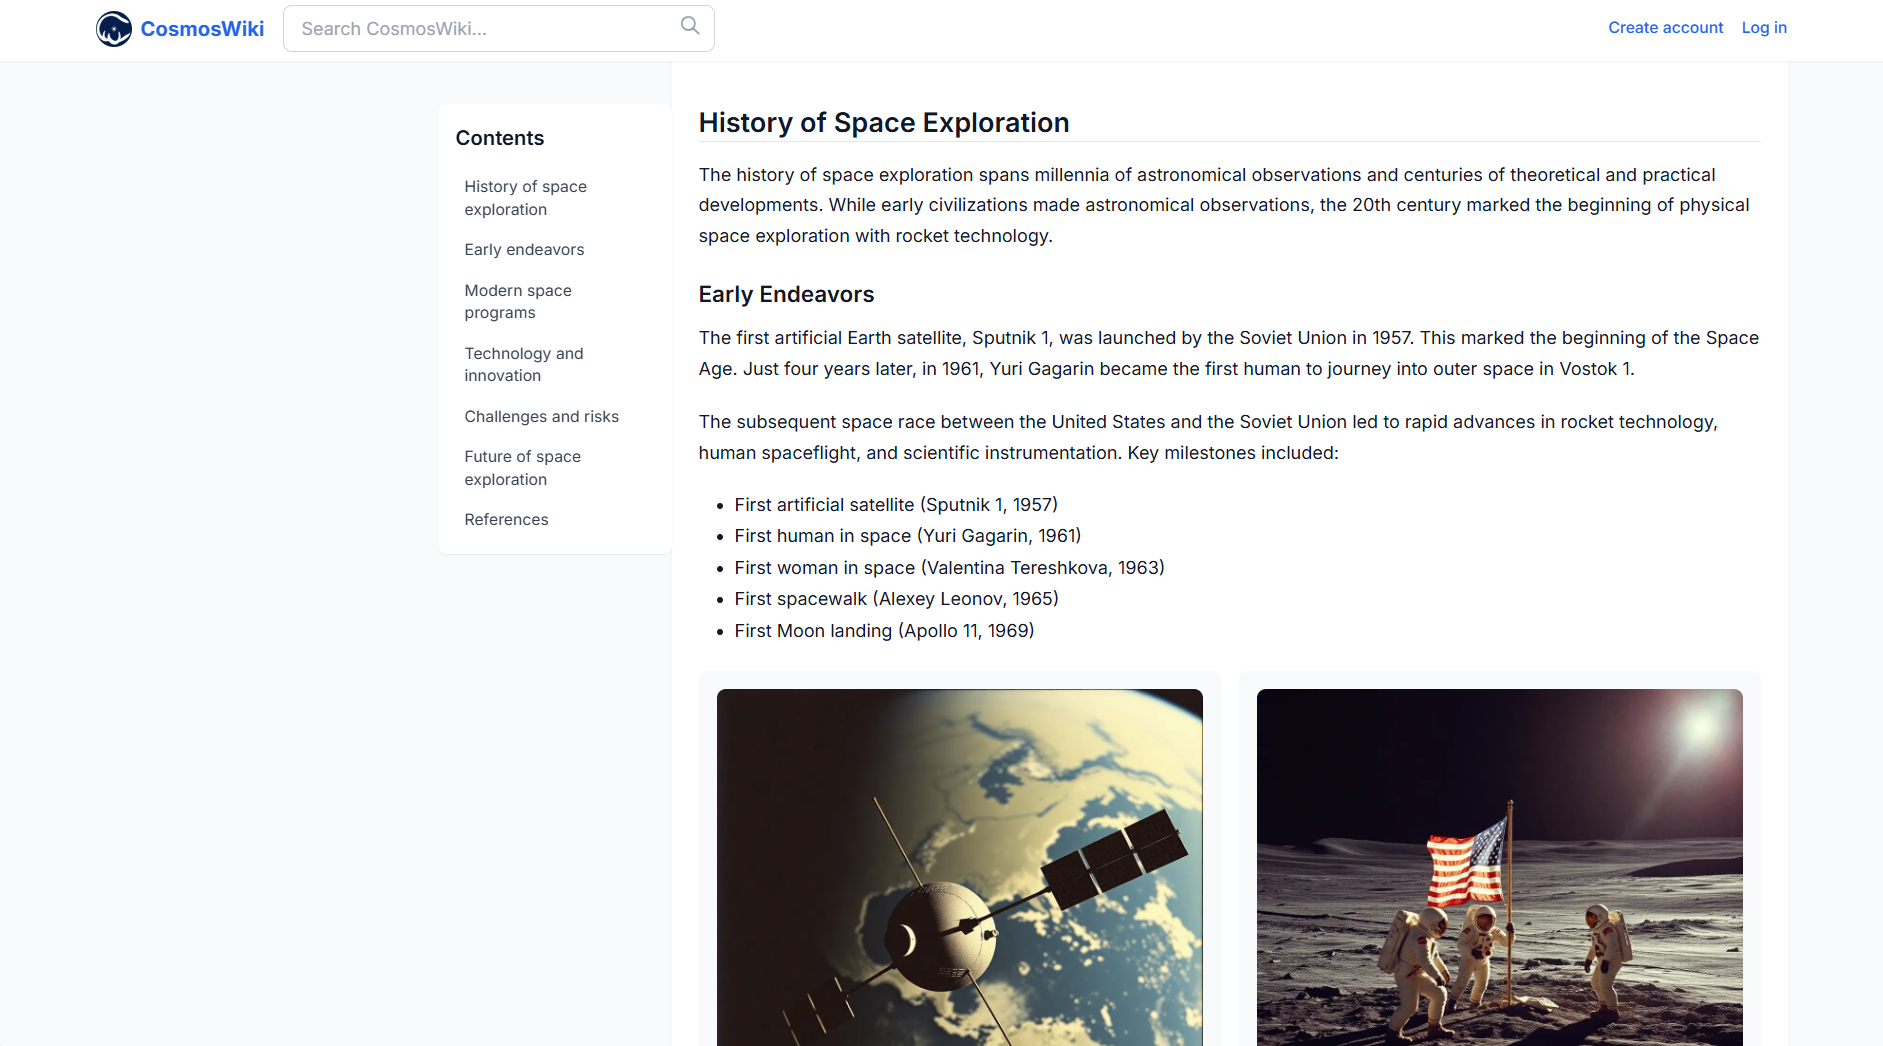 CosmosWiki
Search CosmosWiki...
Create account
Log in
Contents
History of space
exploration
Early endeavors
Modern space
programs
Technology and
innovation
Challenges and risks
Future of space
exploration
References
History of Space Exploration
The history of space exploration spans millennia of astronomical observations and centuries of theoretical and practical
developments. While early civilizations made astronomical observations, the 20th century marked the beginning of physical
space exploration with rocket technology.
Early Endeavors
The first artificial Earth satellite, Sputnik 1, was launched by the Soviet Union in 1957. This marked the beginning of the Space
Age. Just four years later, in 1961, Yuri Gagarin became the first human to journey into outer space in Vostok 1.
The subsequent space race between the United States and the Soviet Union led to rapid advances in rocket technology,
human spaceflight, and scientific instrumentation. Key milestones included:
• First artificial satellite (Sputnik 1, 1957)
• First human in space (Yuri Gagarin, 1961)
• First woman in space (Valentina Tereshkova, 1963)
• First spacewalk (Alexey Leonov, 1965)
• First Moon landing (Apollo 11, 1969)